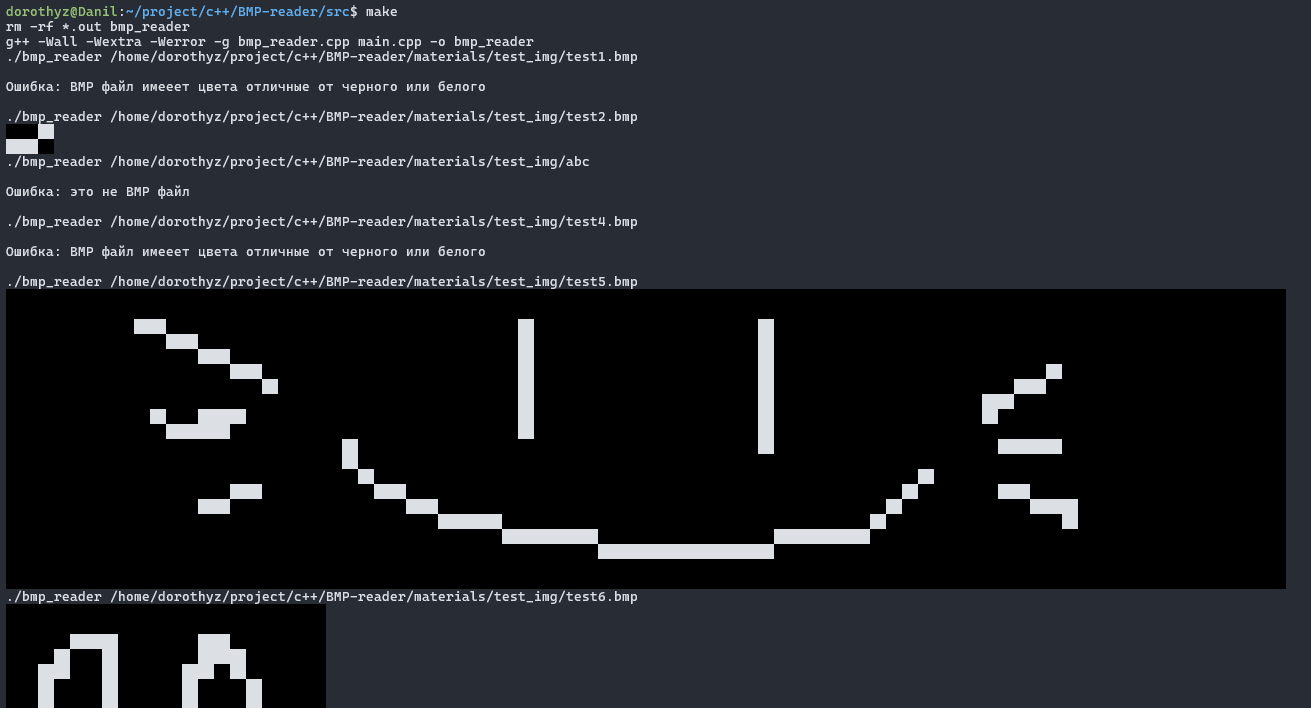 dorothyz@Danil:~/project/c++/BMP-reader/src$ make
rm -rf *.out bmp_reader
g++ -Wall -Wextra -Werror -g bmp_reader.cpp main.cpp -o bmp_reader
./bmp_reader /home/dorothyz/project/c++/BMP-reader/materials/test_img/test1.bmp
Ошибка: BMP файл имееет цвета отличные от черного или белого
./bmp_reader /home/dorothyz/project/c++/BMP-reader/materials/test_img/test2.bmp
./bmp_reader /home/dorothyz/project/c++/BMP-reader/materials/test_img/abc
Ошибка: это не BMP файл
./bmp_reader /home/dorothyz/project/c++/BMP-reader/materials/test_img/test4.bmp
Ошибка: BMP файл имееет цвета отличные от черного или белого
./bmp_reader /home/dorothyz/project/c++/BMP-reader/materials/test_img/test5.bmp
./bmp_reader /home/dorothyz/project/c++/BMP-reader/materials/test_img/test6.bmp